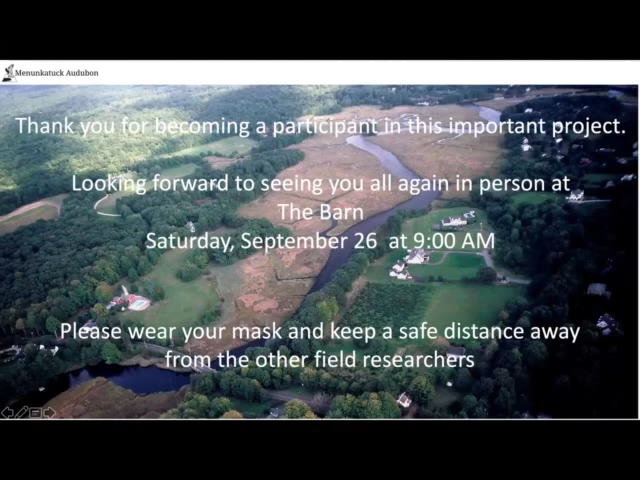 Menunkatuck Audubon
Thank you for becoming a participant in this important project.
Looking forward to seeing you all again in person at
The Barn
Saturday, September 26 at 9:00 AM
Please wear your mask and keep a safe distance away
from the other field researchers